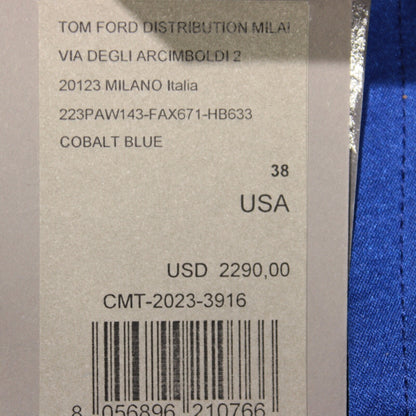 TOM FORD DISTRIBUTION MILAI
VIA DEGLI ARCIMBOLDI 2
20123 MILANO Italia
223PAW143-FAX671-HB633
COBALT BLUE
38
USA
USD 2290,00
CMT-2023-3916
8 056896 210766